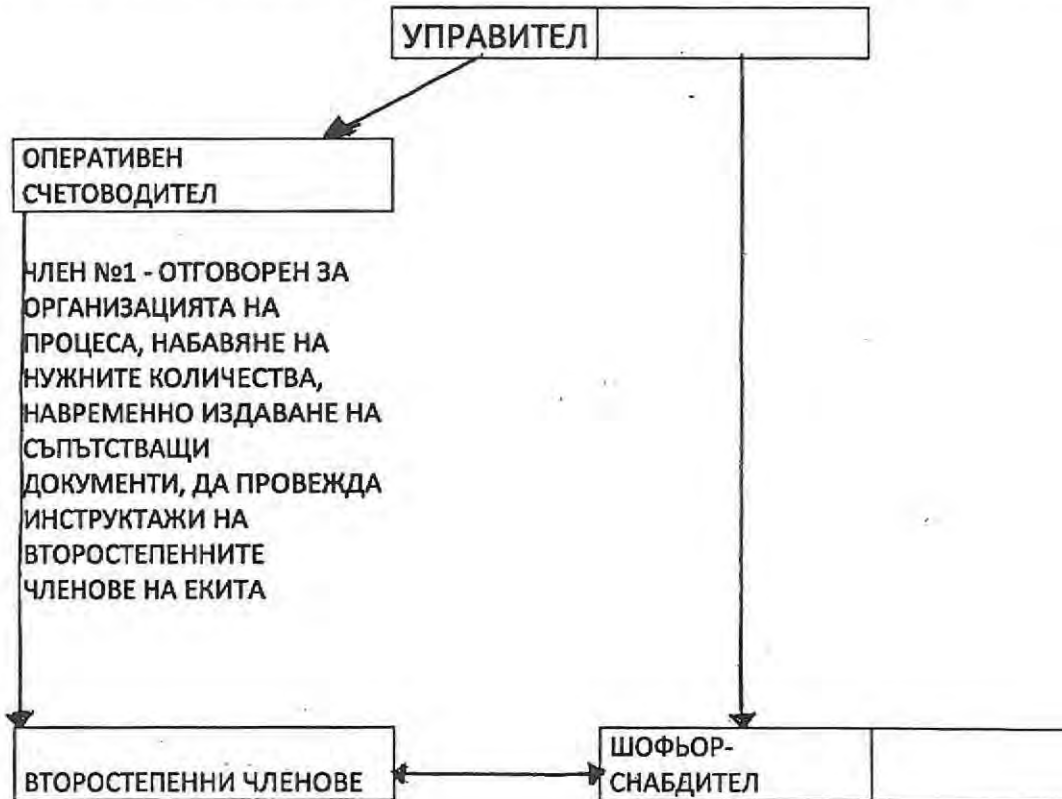 УПРАВИТЕЛ
ОПЕРАТИВЕН
СЧЕТОВОДИТЕЛ
ЧЛЕН №1 - ОТГОВОРЕН ЗА
ОРГАНИЗАЦИЯТА НА
ПРОЦЕСА, НАБАВЯНЕ НА
НУЖНИТЕ КОЛИЧЕСТВА,
НАВРЕМЕННО ИЗДАВАНЕ НА
СЪПЪТСТВАЩИ
ДОКУМЕНТИ, ДА ПРОВЕЖДА
ИНСТРУКТАЖИ НА
ВТОРОСТЕПЕННИТЕ
ЧЛЕНОВЕ НА ЕКИТА
ВТОРОСТЕПЕННИ ЧЛЕНОВЕ
ШОФЬОР-
СНАБДИТЕЛ